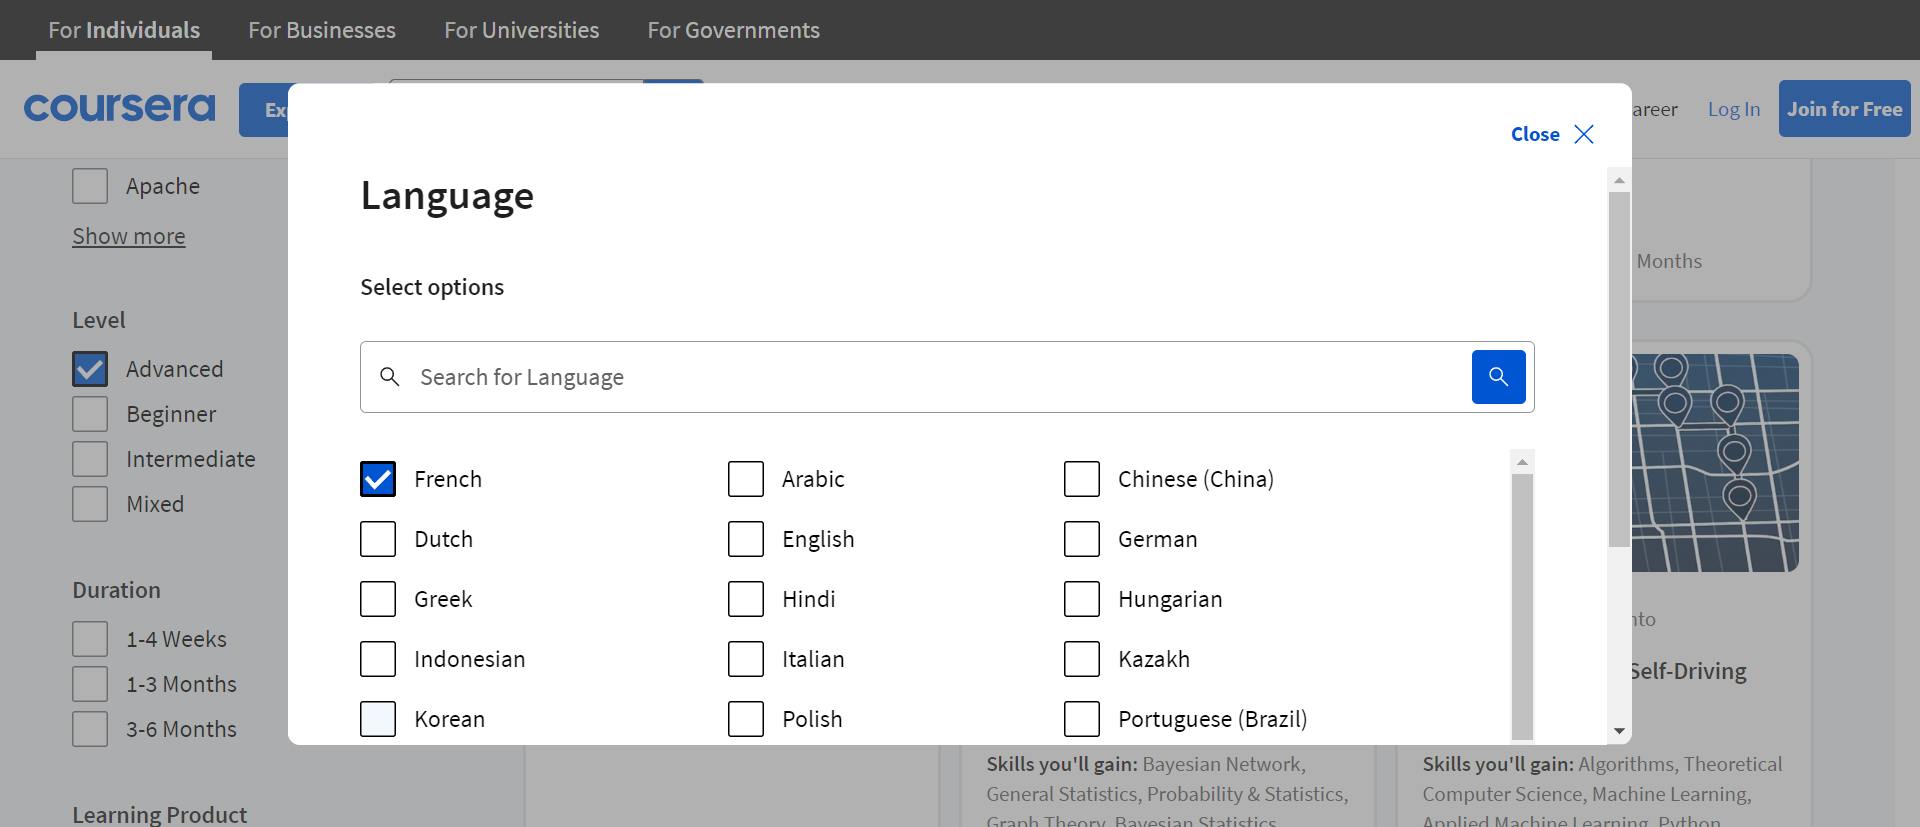 For Individuals For Businesses For Universities For Governments
coursera
Career Log In Join for Free
Close
Language
Select options
Search for Language
French Arabic Chinese (China)
Dutch English German
Greek Hindi Hungarian
Indonesian Italian Kazakh
Korean Polish Portuguese (Brazil)
Apache
Show more
Level
Advanced
Beginner
Intermediate
Mixed
Duration
1-4 Weeks
1-3 Months
3-6 Months
Learning Product
Months
Self-Driving
Skills you'll gain: Bayesian Network,
General Statistics, Probability & Statistics,
Graph Theory, Bayesian Statistics
Skills you'll gain: Algorithms, Theoretical
Computer Science, Machine Learning,
Applied Machine Learning, Python